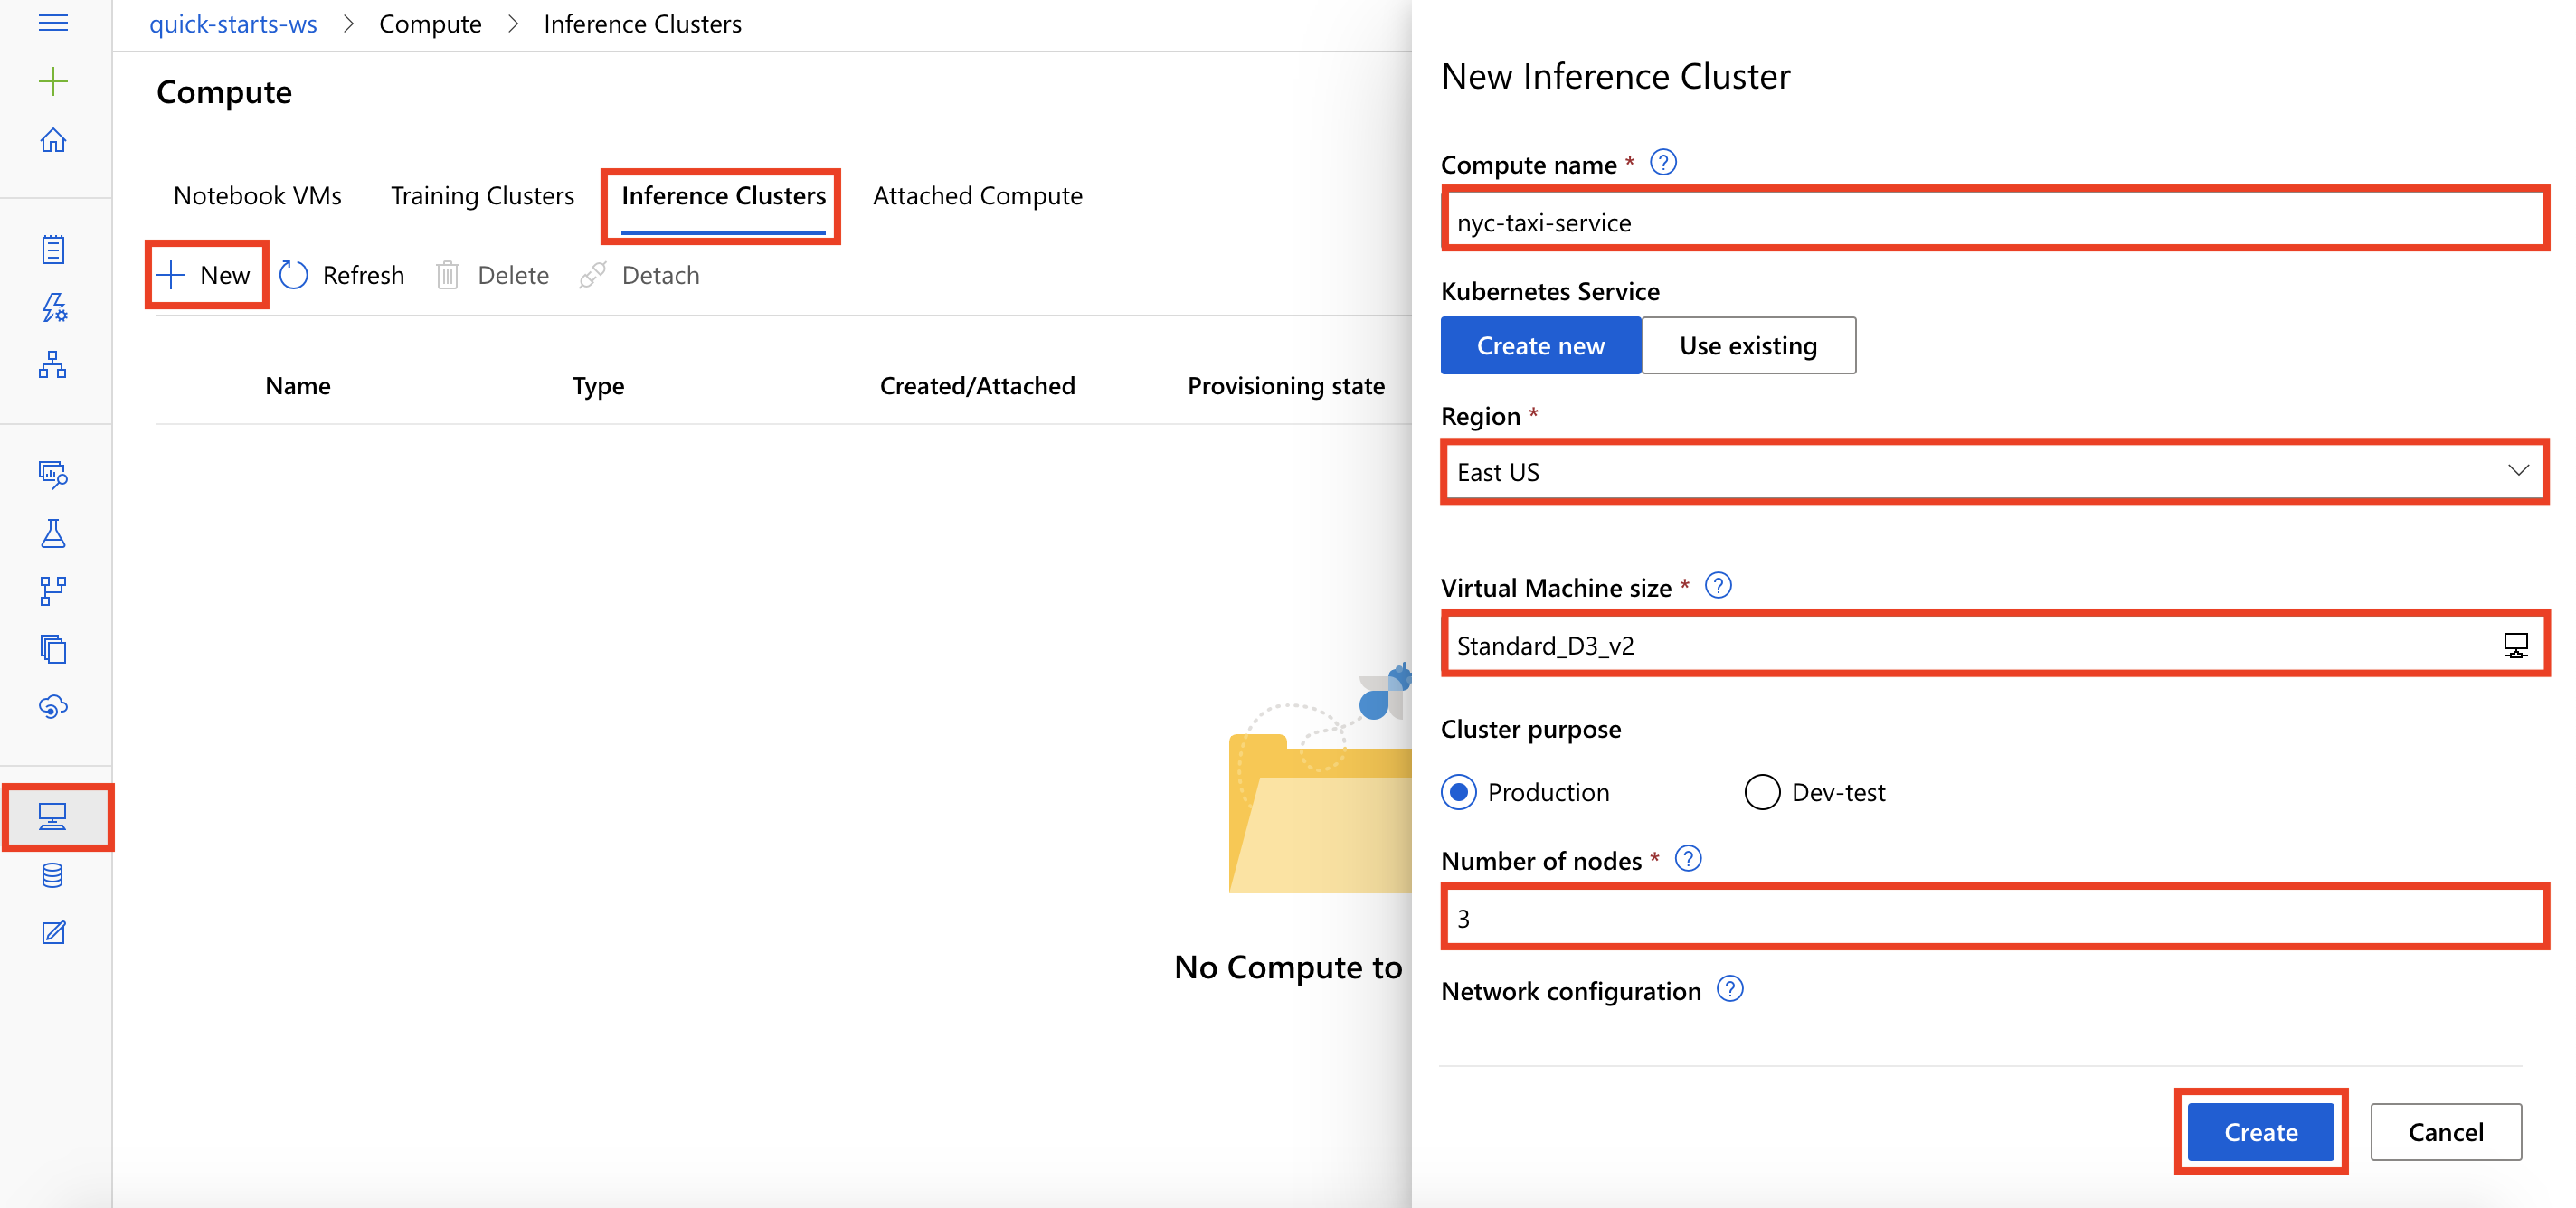 quick-starts-ws > Compute > Inference Clusters
Compute
Notebook VMs Training Clusters Inference Clusters Attached Compute
New Refresh Delete Detach
Name Type Created/Attached Provisioning state
No Compute to
New Inference Cluster
Compute name * ?
nyc-taxi-service
Kubernetes Service
Create new Use existing
Region *
East US
Virtual Machine size * ?
Standard_D3_v2
Cluster purpose
Production Dev-test
Number of nodes * ?
3
Network configuration ?
Create Cancel